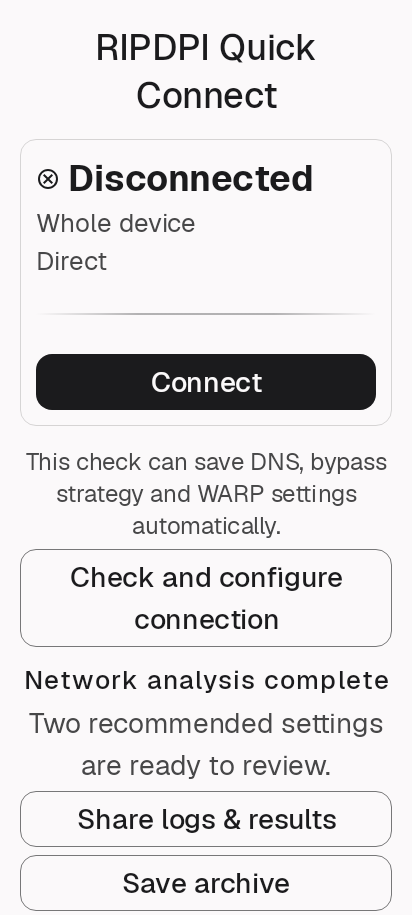 RIPDPI Quick
Connect
Disconnected
Whole device
Direct
Connect
This check can save DNS, bypass
strategy and WARP settings
automatically.
Check and configure
connection
Network analysis complete
Two recommended settings
are ready to review.
Share logs & results
Save archive